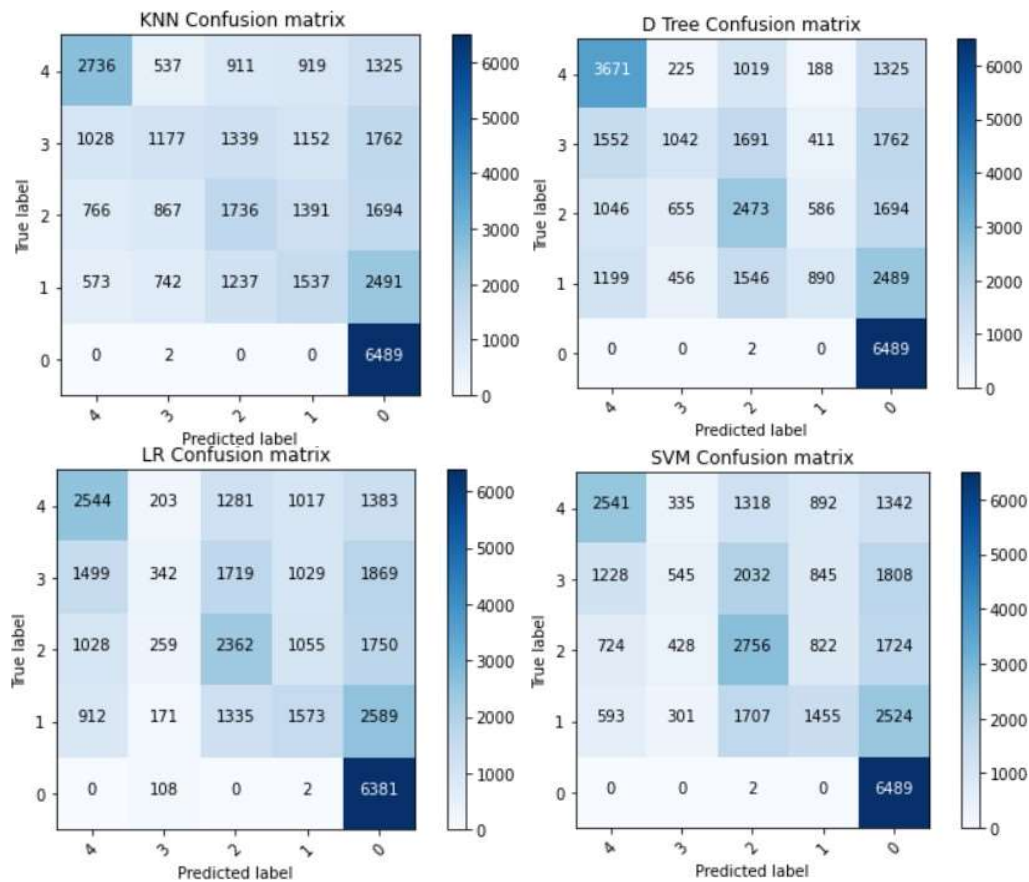 KNN Confusion matrix
4 2736 537 911 919 1325
3 1028 1177 1339 1152 1762
2 766 867 1736 1391 1694
1 573 742 1237 1537 2491
0 0 2 0 0 6489
4 3 2 1 0
True label
Predicted label
6000
5000
4000
3000
2000
1000
0
D Tree Confusion matrix
4 3671 225 1019 188 1325
3 1552 1042 1691 411 1762
2 1046 655 2473 586 1694
1 1199 456 1546 890 2489
0 0 0 2 0 6489
4 3 2 1 0
True label
Predicted label
6000
5000
4000
3000
2000
1000
0
LR Confusion matrix
4 2544 203 1281 1017 1383
3 1499 342 1719 1029 1869
2 1028 259 2362 1055 1750
1 912 171 1335 1573 2589
0 0 108 0 2 6381
4 3 2 1 0
True label
Predicted label
6000
5000
4000
3000
2000
1000
0
SVM Confusion matrix
4 2541 335 1318 892 1342
3 1228 545 2032 845 1808
2 724 428 2756 822 1724
1 593 301 1707 1455 2524
0 0 0 2 0 6489
4 3 2 1 0
True label
Predicted label
6000
5000
4000
3000
2000
1000
0